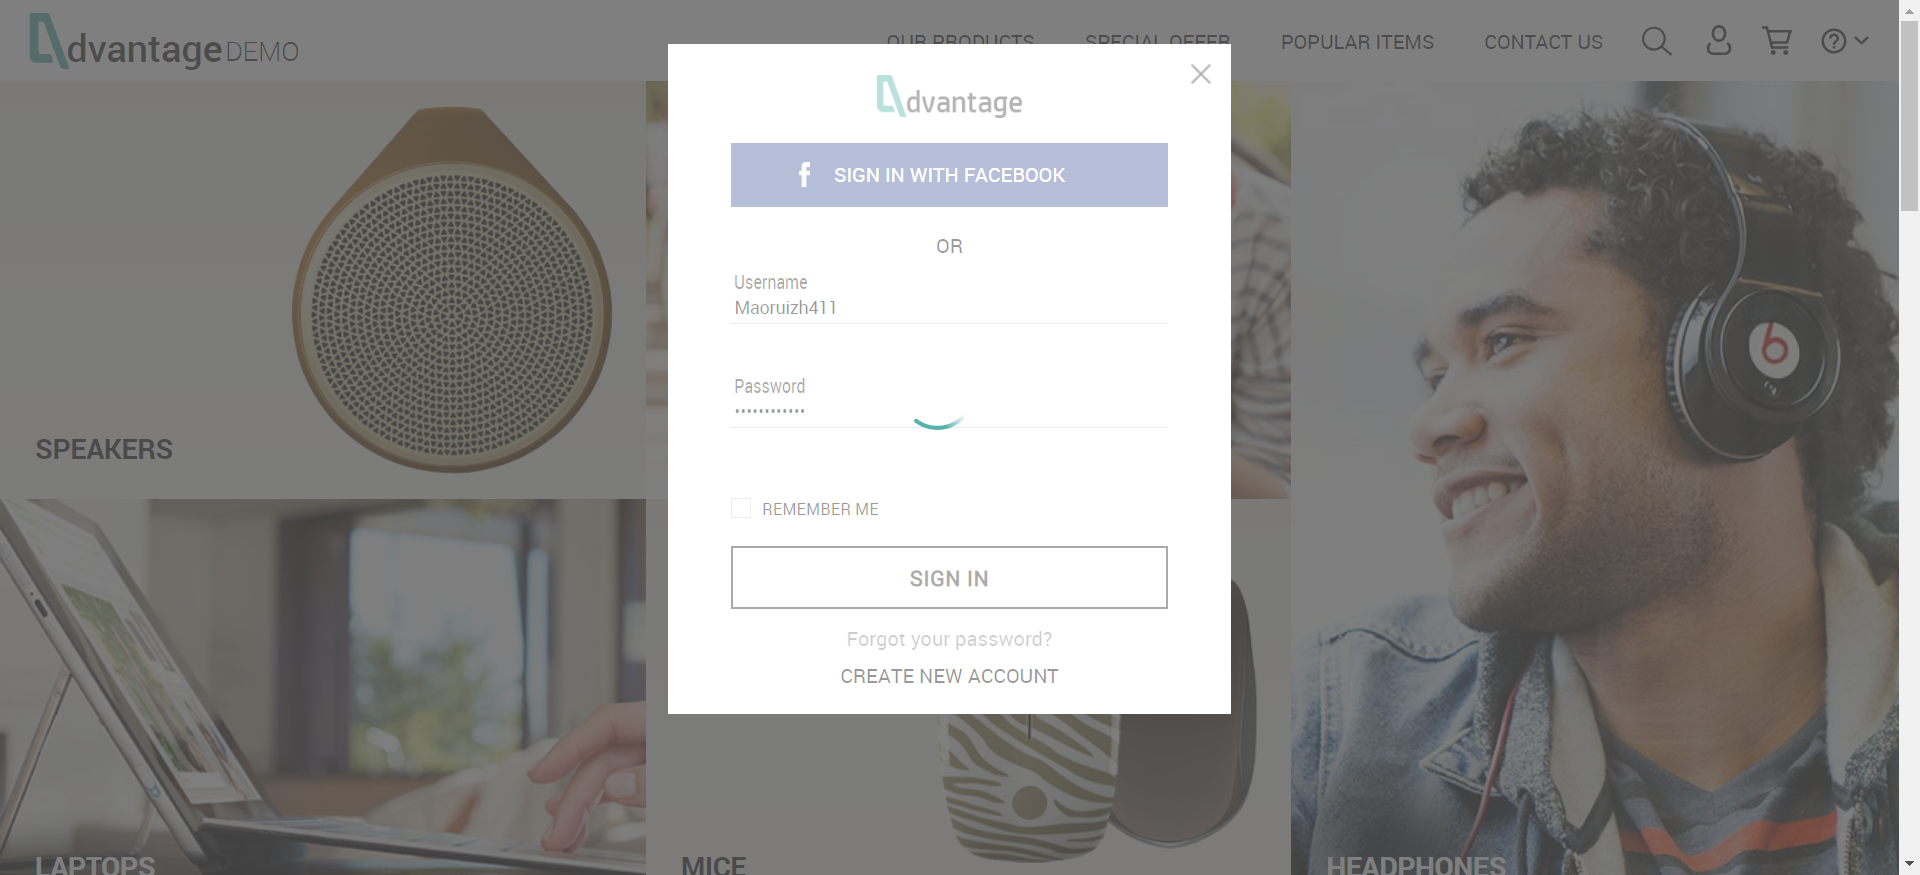 dvantage DEMO
OUR PRODUCTS
SPECIAL OFFER
POPULAR ITEMS
CONTACT US
dvantage
SIGN IN WITH FACEBOOK
OR
Username
Maoruizh411
Password
••••••••••••
REMEMBER ME
SIGN IN
Forgot your password?
CREATE NEW ACCOUNT
SPEAKERS
LAPTOPS
MICE
HEADPHONES